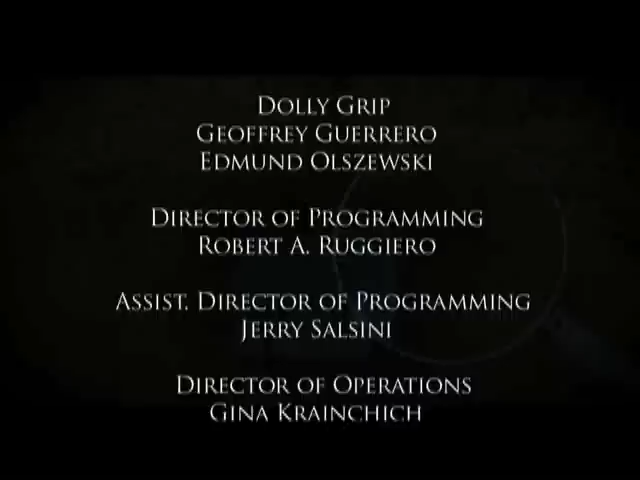 Dolly Grip
Geoffrey Guerrero
Edmund Olszewski
Director of Programming
Robert A. Ruggiero
Assist. Director of Programming
Jerry Salsini
Director of Operations
Gina Krainchich